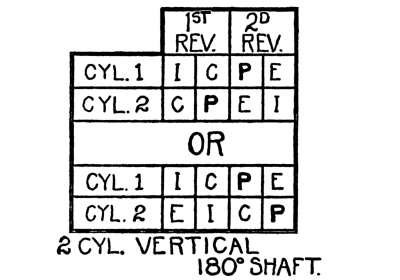 1ST 2D
REV. REV.
CYL. 1 I C P E
CYL. 2 C P E I
OR
CYL. 1 I C P E
CYL. 2 E I C P
2 CYL. VERTICAL
180° SHAFT.